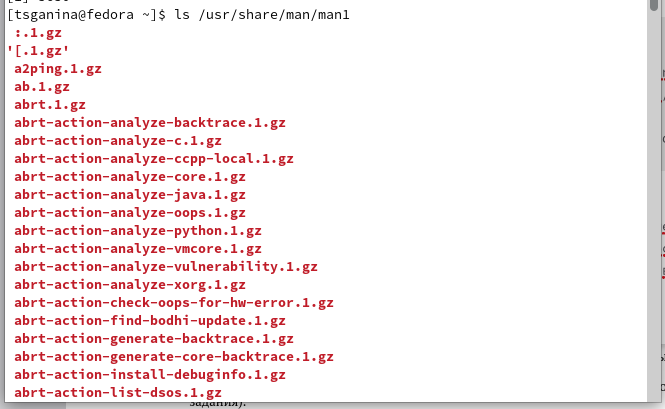 [tsganina@fedora ~]$ ls /usr/share/man/man1
:.1.gz
'[.1.gz'
a2ping.1.gz
ab.1.gz
abrt.1.gz
abrt-action-analyze-backtrace.1.gz
abrt-action-analyze-c.1.gz
abrt-action-analyze-ccpp-local.1.gz
abrt-action-analyze-core.1.gz
abrt-action-analyze-java.1.gz
abrt-action-analyze-oops.1.gz
abrt-action-analyze-python.1.gz
abrt-action-analyze-vmcore.1.gz
abrt-action-analyze-vulnerability.1.gz
abrt-action-analyze-xorg.1.gz
abrt-action-check-oops-for-hw-error.1.gz
abrt-action-find-bodhi-update.1.gz
abrt-action-generate-backtrace.1.gz
abrt-action-generate-core-backtrace.1.gz
abrt-action-install-debuginfo.1.gz
abrt-action-list-dsos.1.gz
задания).